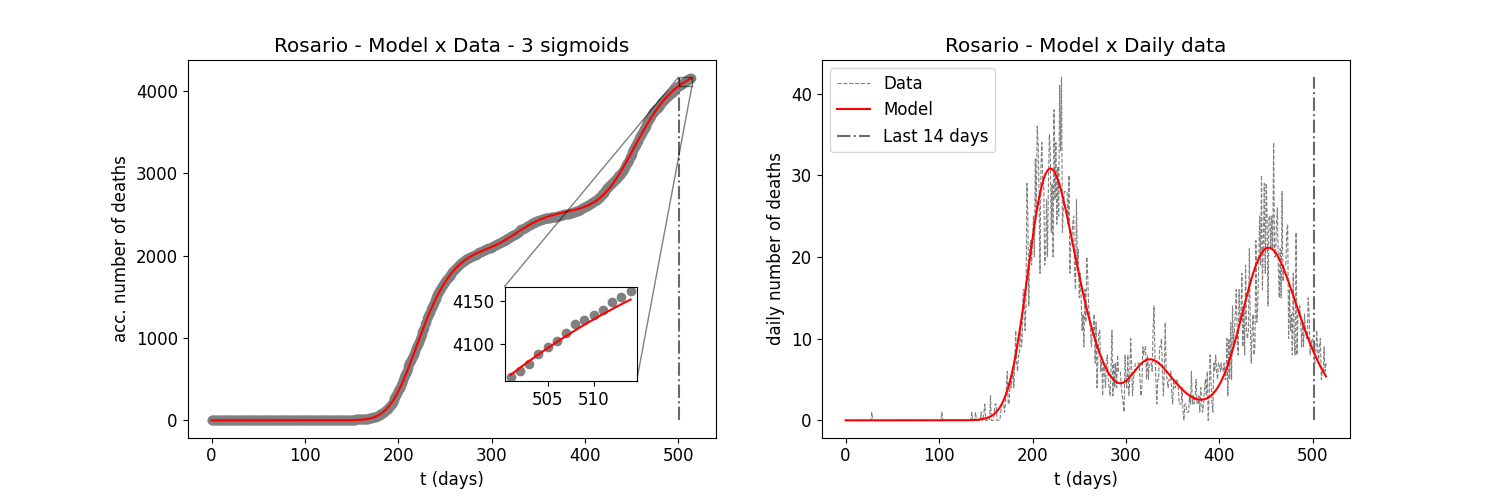 Rosario - Model x Data - 3 sigmoids
acc. number of deaths
4000
3000
2000
1000
0
4150
4100
505 510
0 100 200 300 400 500
t (days)
Rosario - Model x Daily data
daily number of deaths
Data
Model
Last 14 days
40
30
20
10
0
0 100 200 300 400 500
t (days)